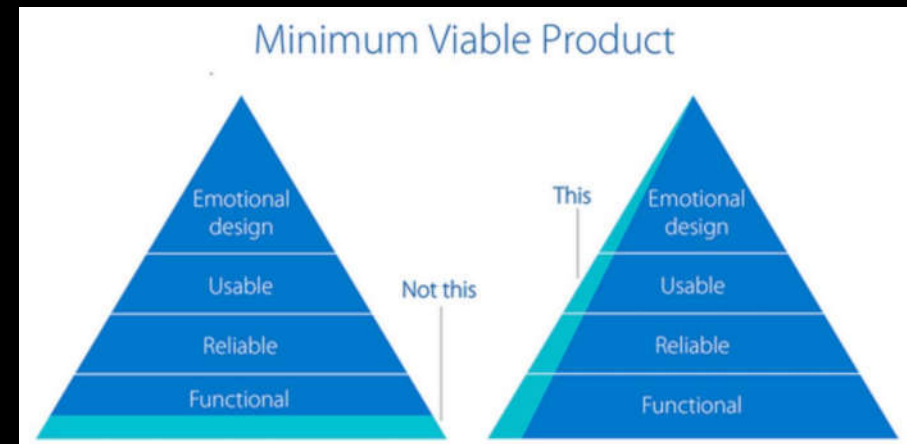 Minimum Viable Product
Emotional
design
Usable
Reliable
Functional
Not this
This
Emotional
design
Usable
Reliable
Functional